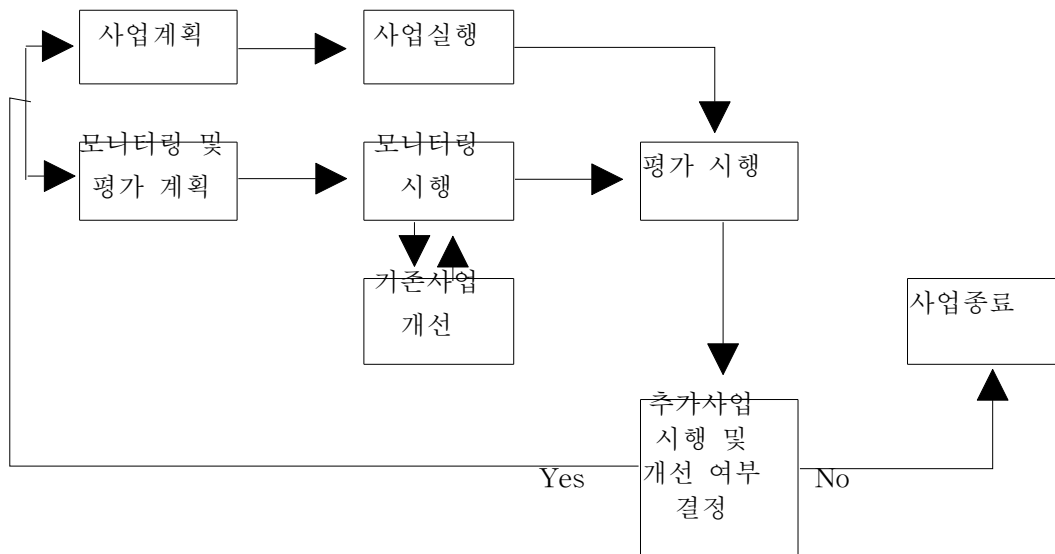 사업계획
사업실행
모니터링 및
평가 계획
모니터링
시행
평가 시행
기존사업
개선
사업종료
추가사업
시행 및
개선 여부
결정
Yes
No